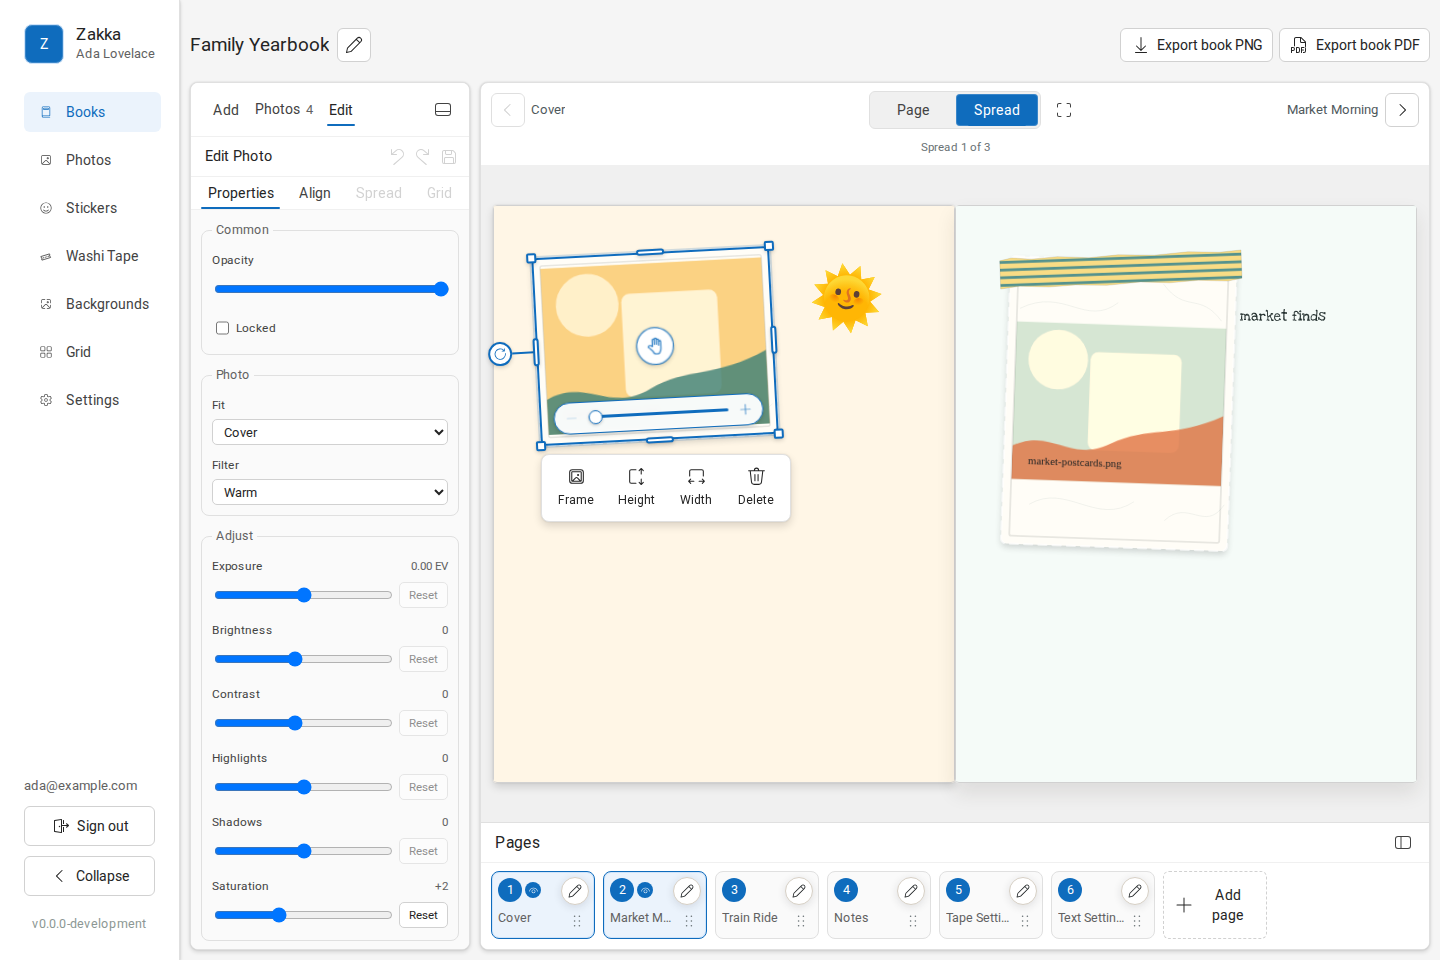 Z
Zakka
Ada Lovelace
Books
Photos
Stickers
Washi Tape
Backgrounds
Grid
Settings
ada@example.com
Sign out
Collapse
v0.0.0-development
Family Yearbook
Export book PNG
PDF
Export book PDF
Add
Photos 4
Edit
Edit Photo
Properties
Align
Spread
Grid
Common
Opacity
Locked
Photo
Fit
Cover
Filter
Warm
Adjust
Exposure
0.00 EV
Reset
Brightness
0
Reset
Contrast
0
Reset
Highlights
0
Reset
Shadows
0
Reset
Saturation
+2
Reset
Cover
Page
Spread
Market Morning
Spread 1 of 3
Frame
Height
Width
Delete
market finds
market-postcards.png
Pages
1
Cover
2
Market M...
3
Train Ride
4
Notes
5
Tape Setti...
6
Text Settin...
Add
page